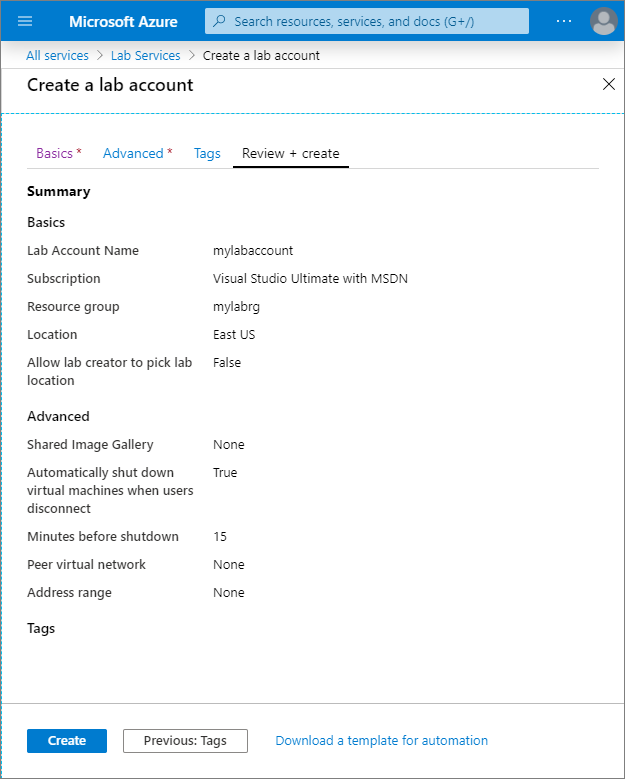 Microsoft Azure
Search resources, services, and docs (G+/)
...
All services > Lab Services > Create a lab account
Create a lab account
Basics * Advanced * Tags Review + create
Summary
Basics
Lab Account Name mylabaccount
Subscription Visual Studio Ultimate with MSDN
Resource group mylabrg
Location East US
Allow lab creator to pick lab False
location
Advanced
Shared Image Gallery None
Automatically shut down True
virtual machines when users
disconnect
Minutes before shutdown 15
Peer virtual network None
Address range None
Tags
Create Previous: Tags Download a template for automation